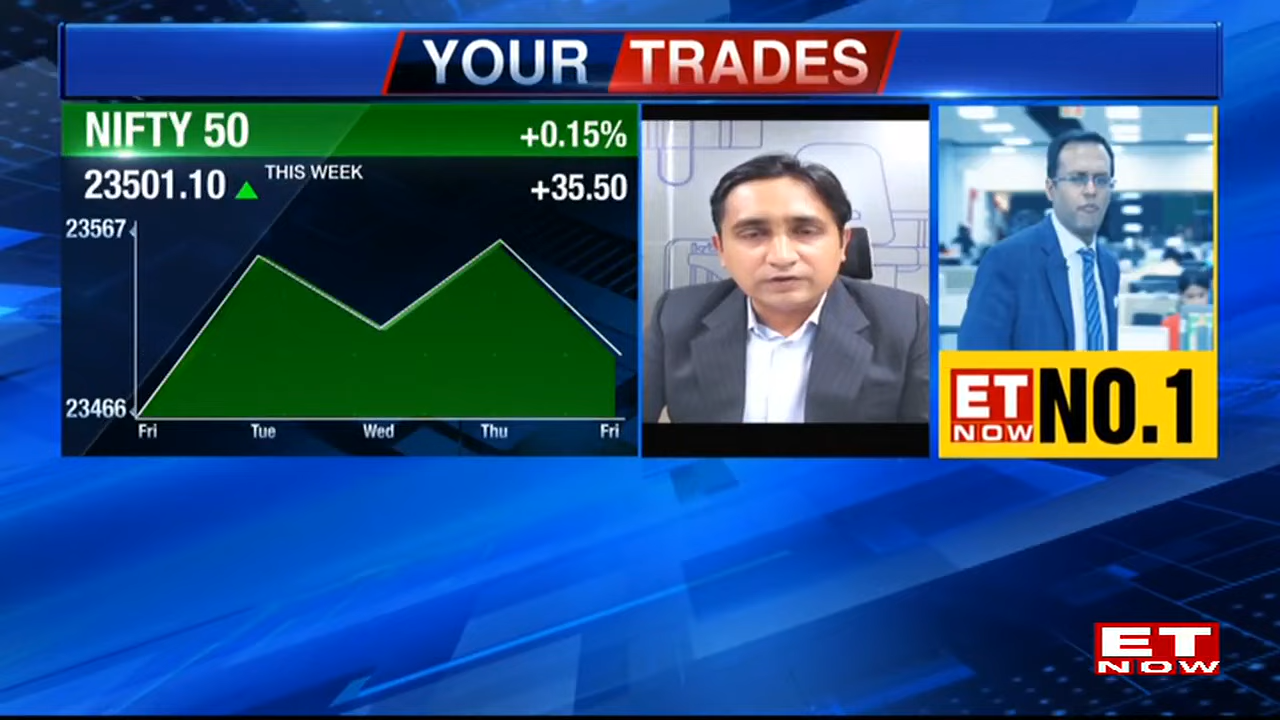 YOUR TRADES
NIFTY 50
+0.15%
23501.10
THIS WEEK
+35.50
23567
23466
Fri
Tue
Wed
Thu
Fri
ET
NOW
NO.1
ET
NOW